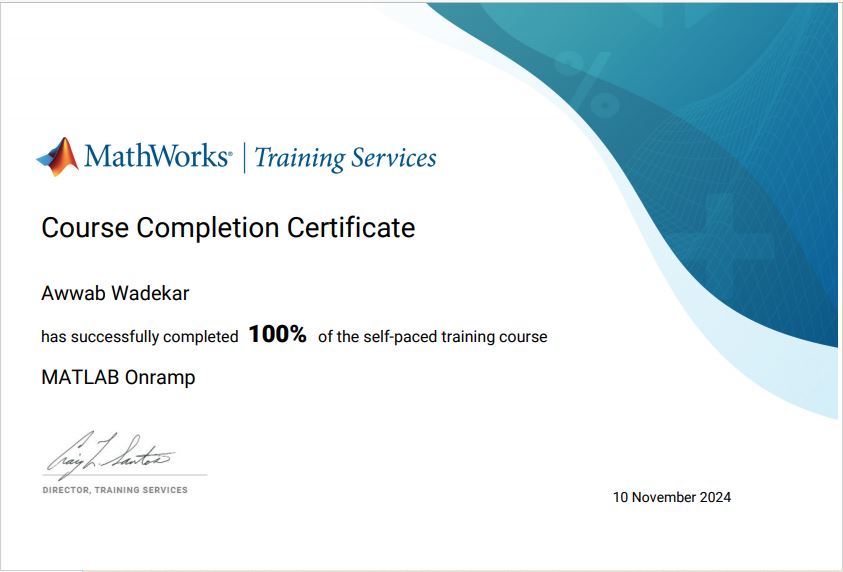 MathWorks® | Training Services
Course Completion Certificate
Awwab Wadekar
has successfully completed 100% of the self-paced training course
MATLAB Onramp
Craig L. Santos
DIRECTOR, TRAINING SERVICES
10 November 2024